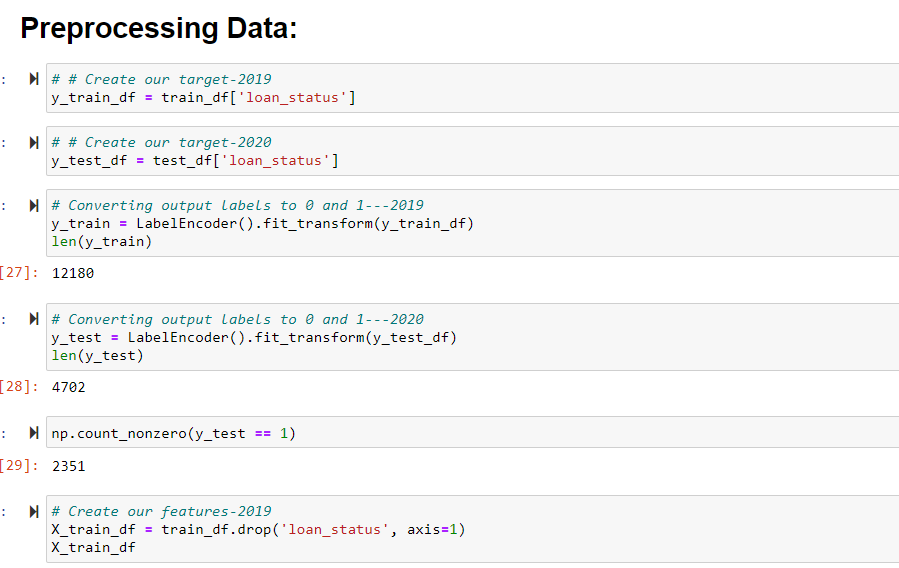 Preprocessing Data:
:
# # Create our target-2019
y_train_df = train_df['loan_status']
:
# # Create our target-2020
y_test_df = test_df['loan_status']
:
# Converting output labels to 0 and 1---2019
y_train = LabelEncoder().fit_transform(y_train_df)
len(y_train)
[27]: 12180
:
# Converting output labels to 0 and 1---2020
y_test = LabelEncoder().fit_transform(y_test_df)
len(y_test)
[28]: 4702
: np.count_nonzero(y_test == 1)
[29]: 2351
:
# Create our features-2019
X_train_df = train_df.drop('loan_status', axis=1)
X_train_df